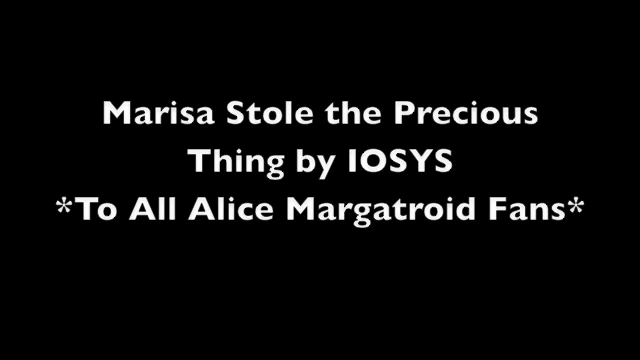 Marisa Stole the Precious
Thing by IOSYS
*To All Alice Margatroid Fans*